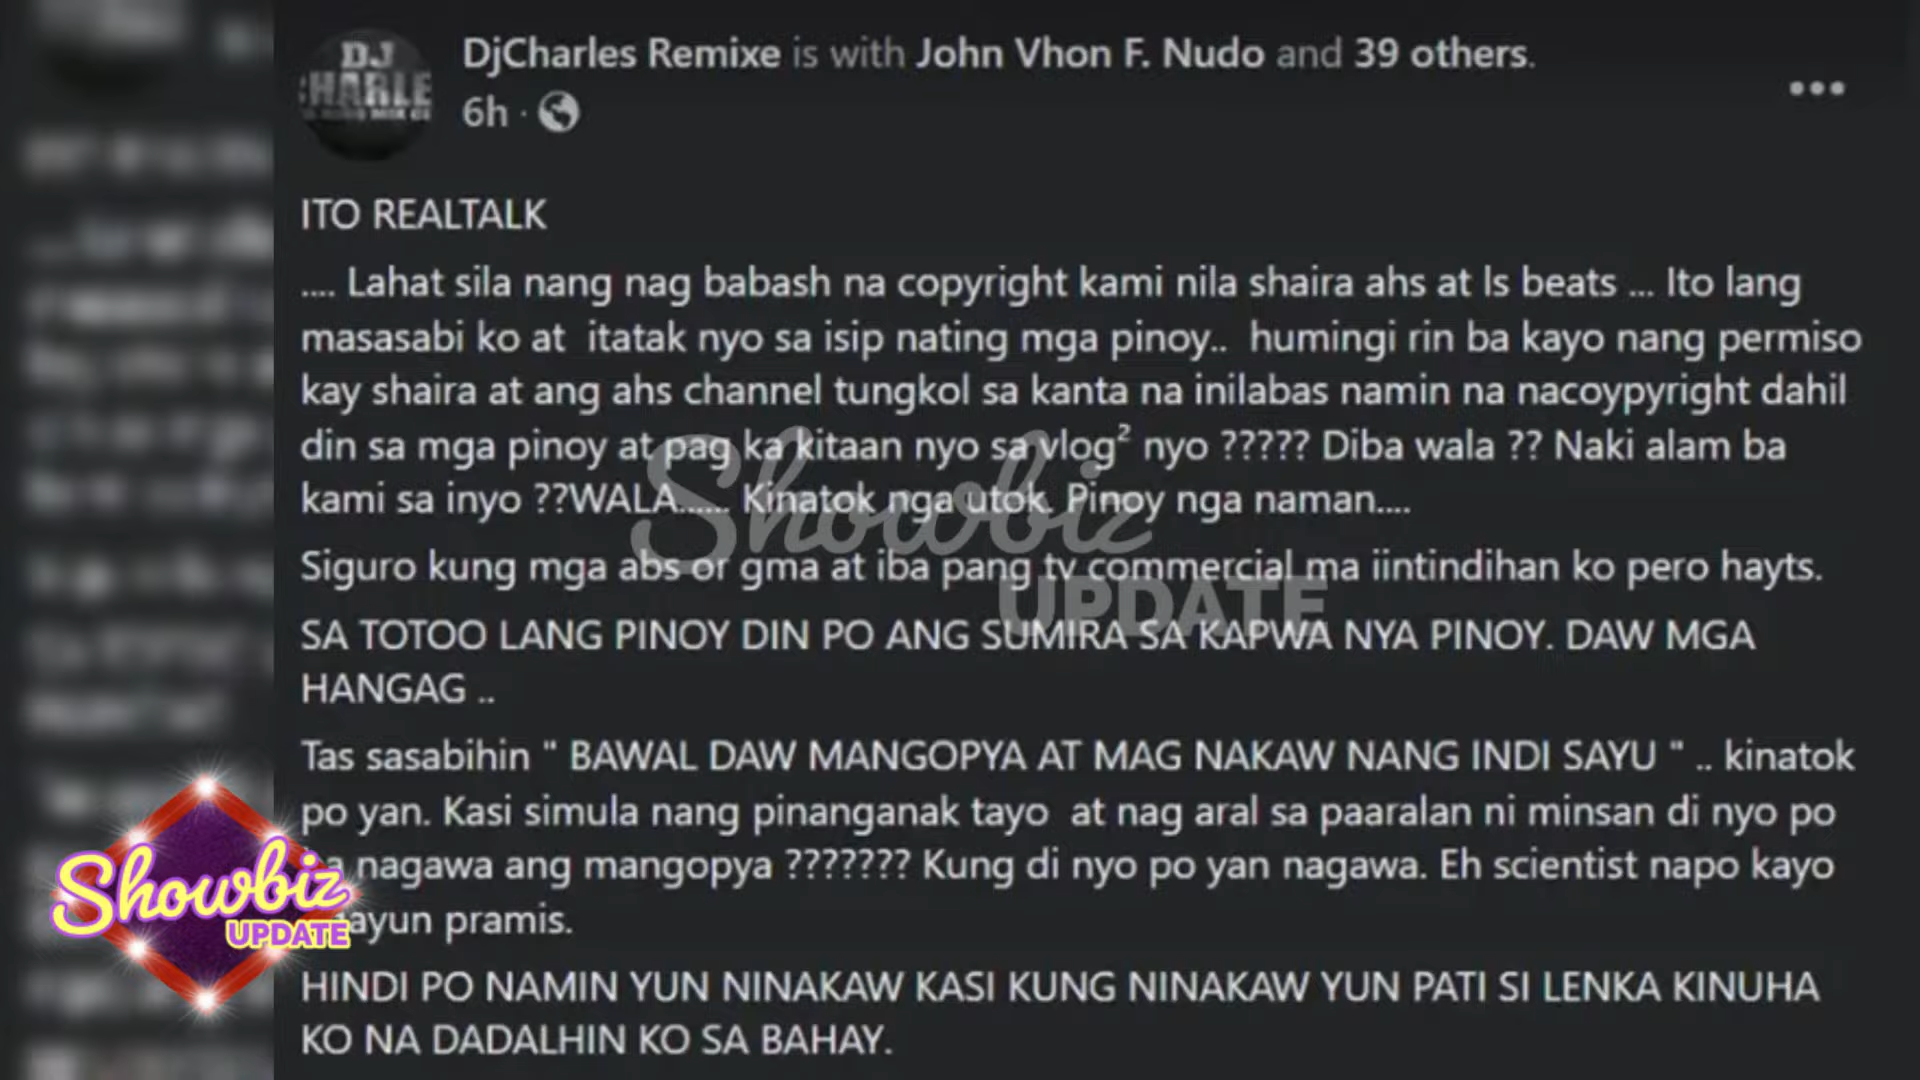 DJ
CHARLE
DjCharles Remixe is with John Vhon F. Nudo and 39 others.
6h ·
ITO REALTALK
.... Lahat sila nang nag babash na copyright kami nila shaira ahs at ls beats ... Ito lang
masasabi ko at itatak nyo sa isip nating mga pinoy.. humingi rin ba kayo nang permiso
kay shaira at ang ahs channel tungkol sa kanta na inilabas namin na nacoypyright dahil
din sa mga pinoy at pag ka kitaan nyo sa vlog² nyo ????? Diba wala ?? Naki alam ba
kami sa inyo ??WALA...... Kinatok nga utok. Pinoy nga naman....
Siguro kung mga abs or gma at iba pang tv commercial ma iintindihan ko pero hayts.
SA TOTOO LANG PINOY DIN PO ANG SUMIRA SA KAPWA NYA PINOY. DAW MGA
HANGAG ..
Tas sasabihin " BAWAL DAW MANGOPYA AT MAG NAKAW NANG INDI SAYU " .. kinatok
po yan. Kasi simula nang pinanganak tayo at nag aral sa paaralan ni minsan di nyo po
nagawa ang mangopya ??????? Kung di nyo po yan nagawa. Eh scientist napo kayo
ayun pramis.
HINDI PO NAMIN YUN NINAKAW KASI KUNG NINAKAW YUN PATI SI LENKA KINUHA
KO NA DADALHIN KO SA BAHAY.
Showbiz
UPDATE
Showbiz
UPDATE